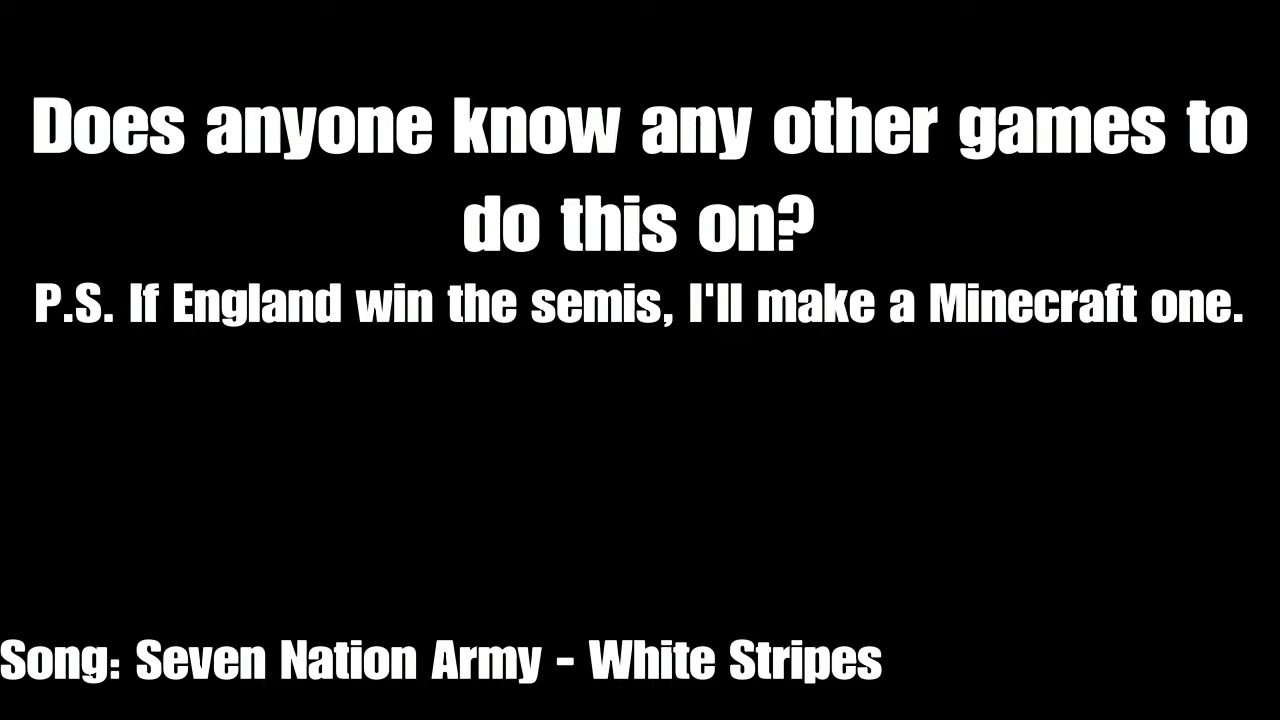 Does anyone know any other games to
do this on?
P.S. If England win the semis, I'll make a Minecraft one.
Song: Seven Nation Army - White Stripes